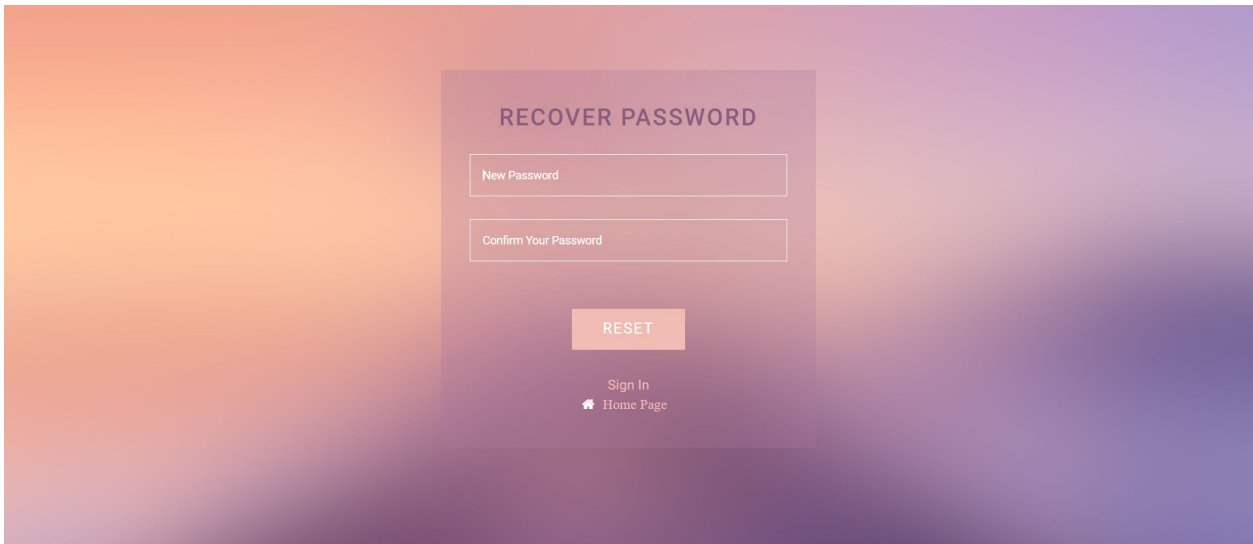 RECOVER PASSWORD
New Password
Confirm Your Password
RESET
Sign In
Home Page